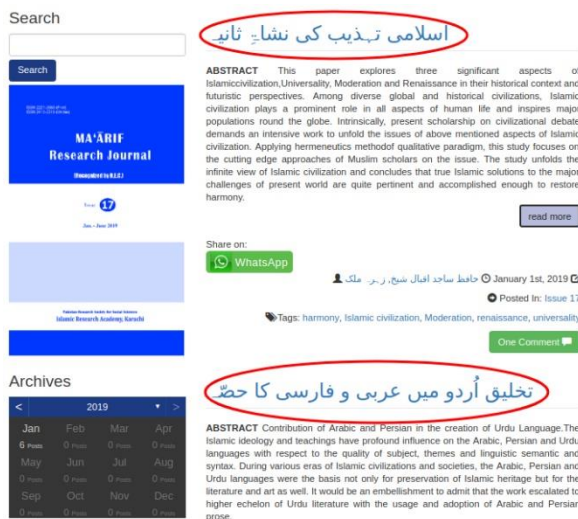 Search
Search
MA'ĀRIF
Research Journal
(Recognized by H.E.C.)
Issue 17
Jan - June 2019
Islamic Research Academy, Karachi
Archives
< 2019 ▾ >
Jan Feb Mar Apr
6 Posts 0 Posts 0 Posts 0 Posts
May Jun Jul Aug
0 Posts 0 Posts 0 Posts 0 Posts
Sep Oct Nov Dec
0 Posts 0 Posts 0 Posts 0 Posts
اسلامی تہذیب کی نشاۃِ ثانیہ
ABSTRACT This paper explores three significant aspects of
Islamiccivilization,Universality, Moderation and Renaissance in their historical context and
futuristic perspectives. Among diverse global and historical civilizations, Islamic
civilization plays a prominent role in all aspects of human life and inspires major
populations round the globe. Intrinsically, present scholarship on civilizational debate
demands an intensive work to unfold the issues of above mentioned aspects of Islamic
civilization. Applying hermeneutics methodof qualitative paradigm, this study focuses on
the cutting edge approaches of Muslim scholars on the issue. The study unfolds the
infinite view of Islamic civilization and concludes that true Islamic solutions to the major
challenges of present world are quite pertinent and accomplished enough to restore
harmony.
read more
Share on:
WhatsApp
حافظ ساجد اقبال شیخ, زہرہ ملک January 1st, 2019
Posted In: Issue 17
Tags: harmony, Islamic civilization, Moderation, renaissance, universality
One Comment
تخلیق اُردو میں عربی و فارسی کا حصّہ
ABSTRACT Contribution of Arabic and Persian in the creation of Urdu Language.The
Islamic ideology and teachings have profound influence on the Arabic, Persian and Urdu
languages with respect to the quality of subject, themes and linguistic semantic and
syntax. During various eras of Islamic civilizations and societies, the Arabic, Persian and
Urdu languages were the basis not only for preservation of Islamic heritage but for the
literature and art as well. It would be an embellishment to admit that the work escalated to
higher echelon of Urdu literature with the usage and adoption of Arabic and Persian
prose.